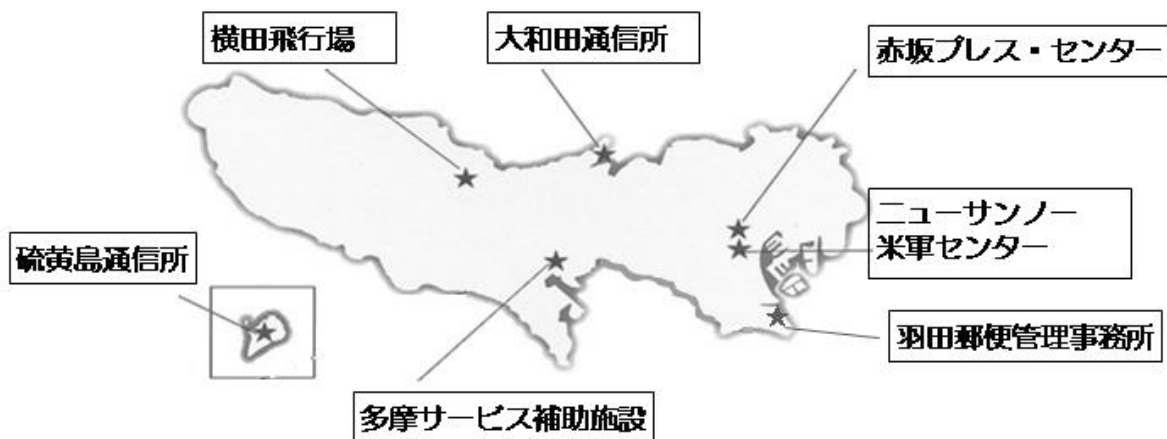 横田飛行場
大和田通信所
赤坂プレス・センター
ニューサンノー
米軍センター
硫黄島通信所
羽田郵便管理事務所
多摩サービス補助施設